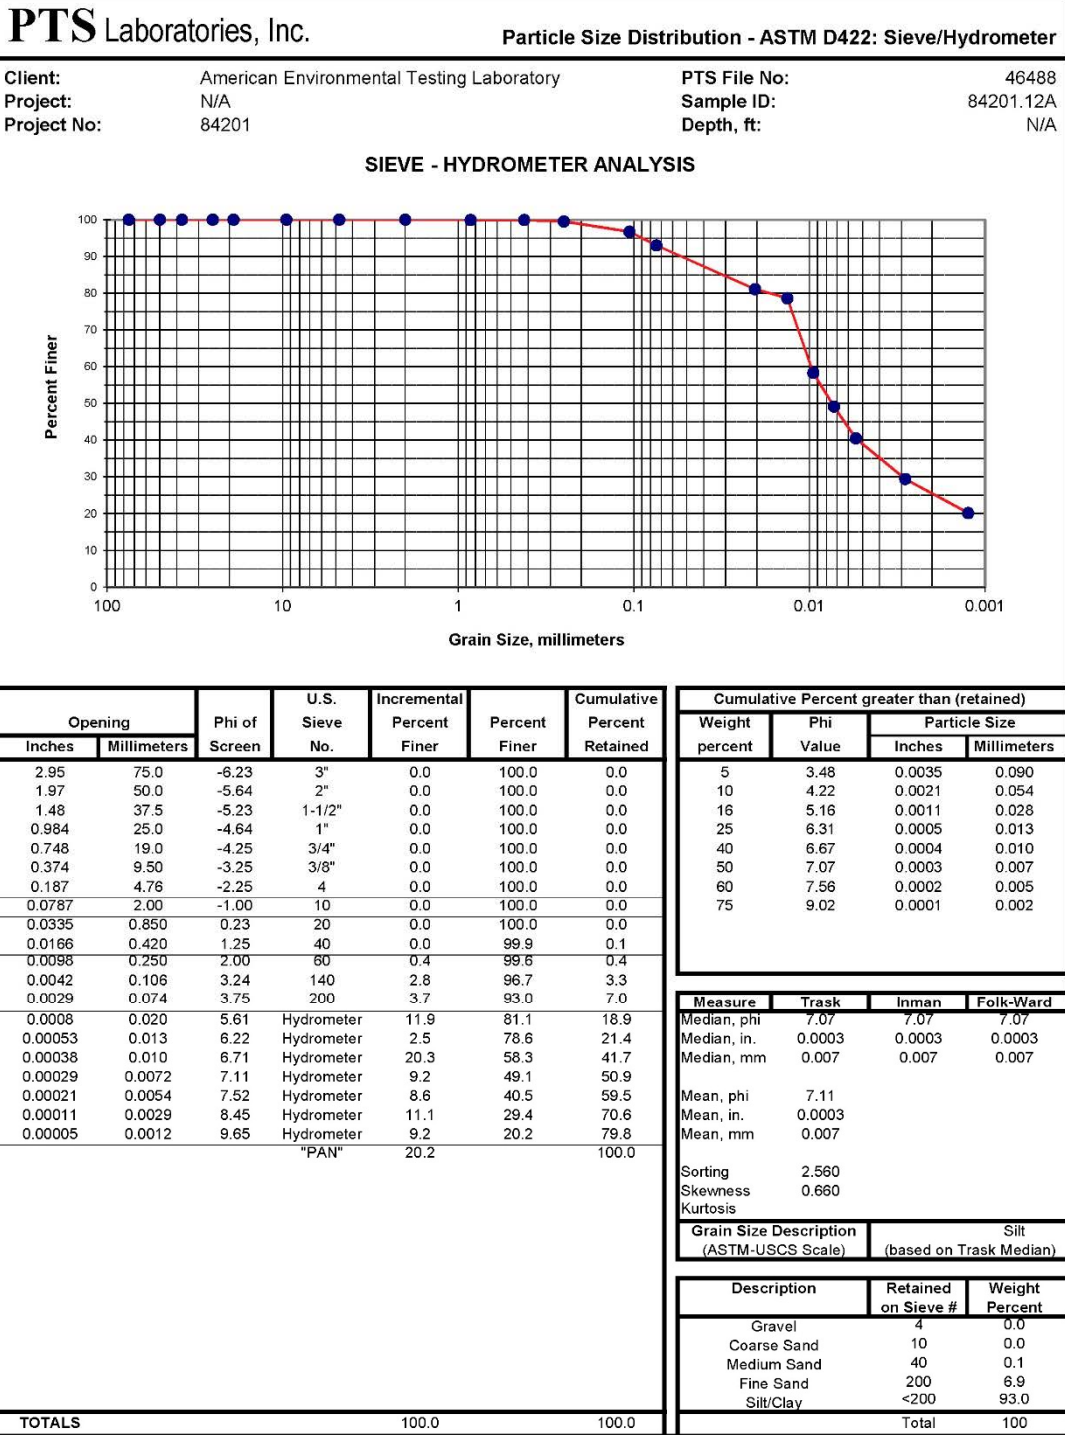 PTS Laboratories, Inc.
Particle Size Distribution - ASTM D422: Sieve/Hydrometer
Client: American Environmental Testing Laboratory PTS File No: 46488
Project: N/A Sample ID: 84201.12A
Project No: 84201 Depth, ft: N/A
SIEVE - HYDROMETER ANALYSIS
Percent Finer
100
90
80
70
60
50
40
30
20
10
0
100 10 1 0.1 0.01 0.001
Grain Size, millimeters
U.S. Incremental Cumulative
Opening Phi of Sieve Percent Percent Percent
Inches Millimeters Screen No. Finer Finer Retained
2.95 75.0 -6.23 3" 0.0 100.0 0.0
1.97 50.0 -5.64 2" 0.0 100.0 0.0
1.48 37.5 -5.23 1-1/2" 0.0 100.0 0.0
0.984 25.0 -4.64 1" 0.0 100.0 0.0
0.748 19.0 -4.25 3/4" 0.0 100.0 0.0
0.374 9.50 -3.25 3/8" 0.0 100.0 0.0
0.187 4.76 -2.25 4 0.0 100.0 0.0
0.0787 2.00 -1.00 10 0.0 100.0 0.0
0.0335 0.850 0.23 20 0.0 100.0 0.0
0.0166 0.420 1.25 40 0.0 99.9 0.1
0.0098 0.250 2.00 60 0.4 99.6 0.4
0.0042 0.106 3.24 140 2.8 96.7 3.3
0.0029 0.074 3.75 200 3.7 93.0 7.0
0.0008 0.020 5.61 Hydrometer 11.9 81.1 18.9
0.00053 0.013 6.22 Hydrometer 2.5 78.6 21.4
0.00038 0.010 6.71 Hydrometer 20.3 58.3 41.7
0.00029 0.0072 7.11 Hydrometer 9.2 49.1 50.9
0.00021 0.0054 7.52 Hydrometer 8.6 40.5 59.5
0.00011 0.0029 8.45 Hydrometer 11.1 29.4 70.6
0.00005 0.0012 9.65 Hydrometer 9.2 20.2 79.8
"PAN" 20.2 100.0
TOTALS 100.0 100.0
Cumulative Percent greater than (retained)
Weight Phi Particle Size
percent Value Inches Millimeters
5 3.48 0.0035 0.090
10 4.22 0.0021 0.054
16 5.16 0.0011 0.028
25 6.31 0.0005 0.013
40 6.67 0.0004 0.010
50 7.07 0.0003 0.007
60 7.56 0.0002 0.005
75 9.02 0.0001 0.002
Measure Trask Inman Folk-Ward
Median, phi 7.07 7.07 7.07
Median, in. 0.0003 0.0003 0.0003
Median, mm 0.007 0.007 0.007
Mean, phi 7.11
Mean, in. 0.0003
Mean, mm 0.007
Sorting 2.560
Skewness 0.660
Kurtosis
Grain Size Description Silt
(ASTM-USCS Scale) (based on Trask Median)
Description Retained Weight
on Sieve # Percent
Gravel 4 0.0
Coarse Sand 10 0.0
Medium Sand 40 0.1
Fine Sand 200 6.9
Silt/Clay <200 93.0
Total 100